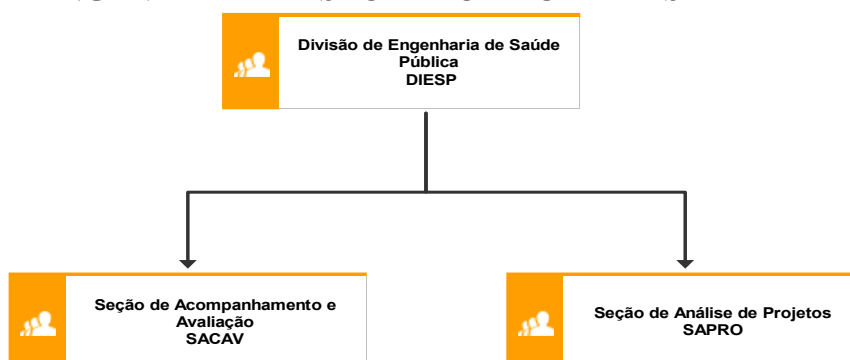 Divisão de Engenharia de Saúde
Pública
DIESP
Seção de Acompanhamento e
Avaliação
SACAV
Seção de Análise de Projetos
SAPRO